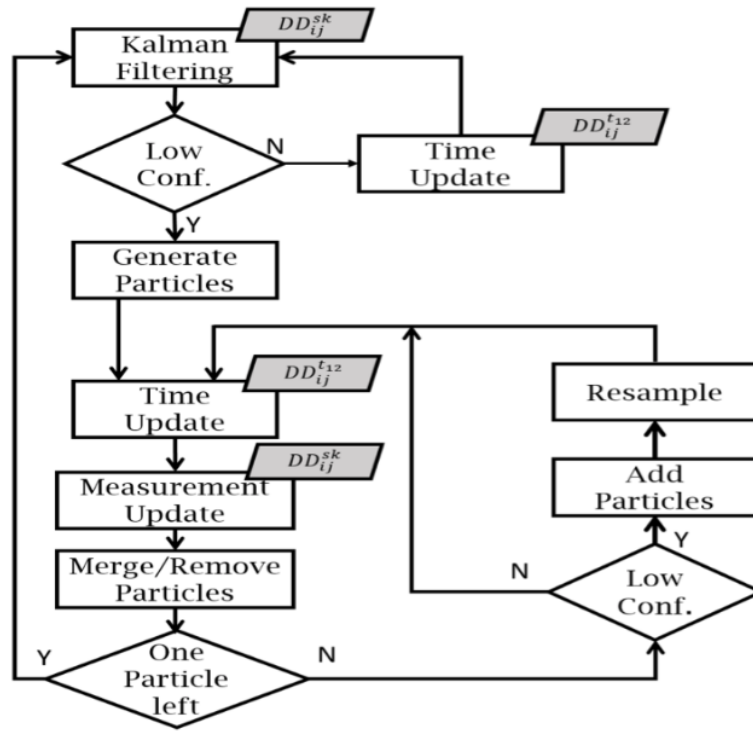 DD_{ij}^{sk}
Kalman
Filtering
Low
Conf.
N
DD_{ij}^{t_{12}}
Time
Update
Y
Generate
Particles
DD_{ij}^{t_{12}}
Time
Update
DD_{ij}^{sk}
Measurement
Update
Merge/Remove
Particles
Y
One
Particle
left
N
Resample
Add
Particles
Y
N
Low
Conf.